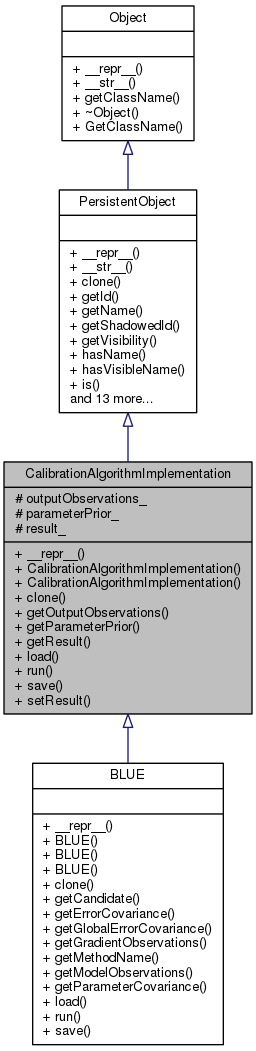 Object
+ __repr__()
+ __str__()
+ getClassName()
+ ~Object()
+ GetClassName()
PersistentObject
+ __repr__()
+ __str__()
+ clone()
+ getId()
+ getName()
+ getShadowedId()
+ getVisibility()
+ hasName()
+ hasVisibleName()
+ is()
and 13 more...
CalibrationAlgorithmImplementation
# outputObservations_
# parameterPrior_
# result_
+ __repr__()
+ CalibrationAlgorithmImplementation()
+ CalibrationAlgorithmImplementation()
+ clone()
+ getOutputObservations()
+ getParameterPrior()
+ getResult()
+ load()
+ run()
+ save()
+ setResult()
BLUE
+ __repr__()
+ BLUE()
+ BLUE()
+ BLUE()
+ clone()
+ getCandidate()
+ getErrorCovariance()
+ getGlobalErrorCovariance()
+ getGradientObservations()
+ getMethodName()
+ getModelObservations()
+ getParameterCovariance()
+ load()
+ run()
+ save()